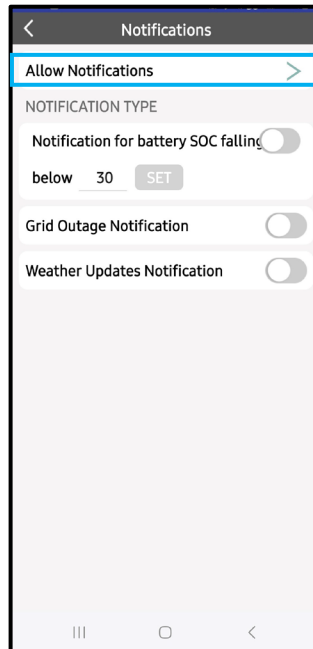 Notifications
Allow Notifications
NOTIFICATION TYPE
Notification for battery SOC falling
below 30 SET
Grid Outage Notification
Weather Updates Notification